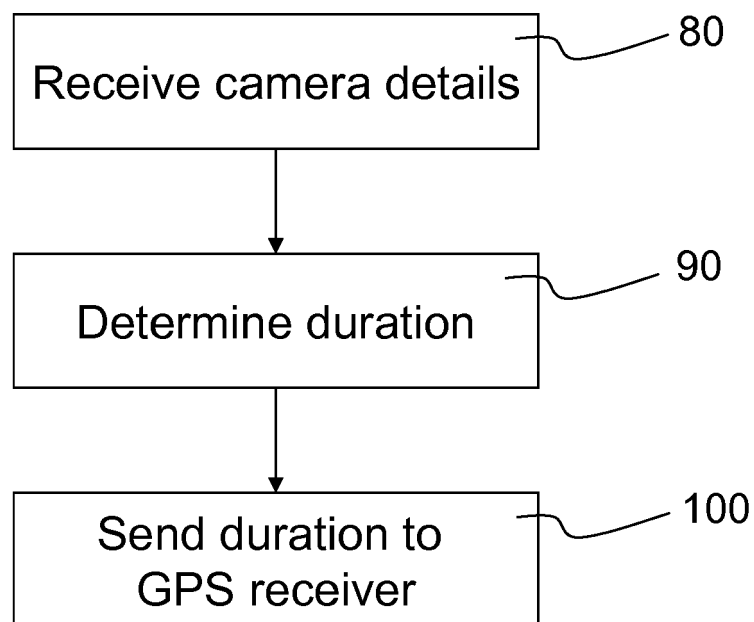 80
Receive camera details
90
Determine duration
100
Send duration to
GPS receiver